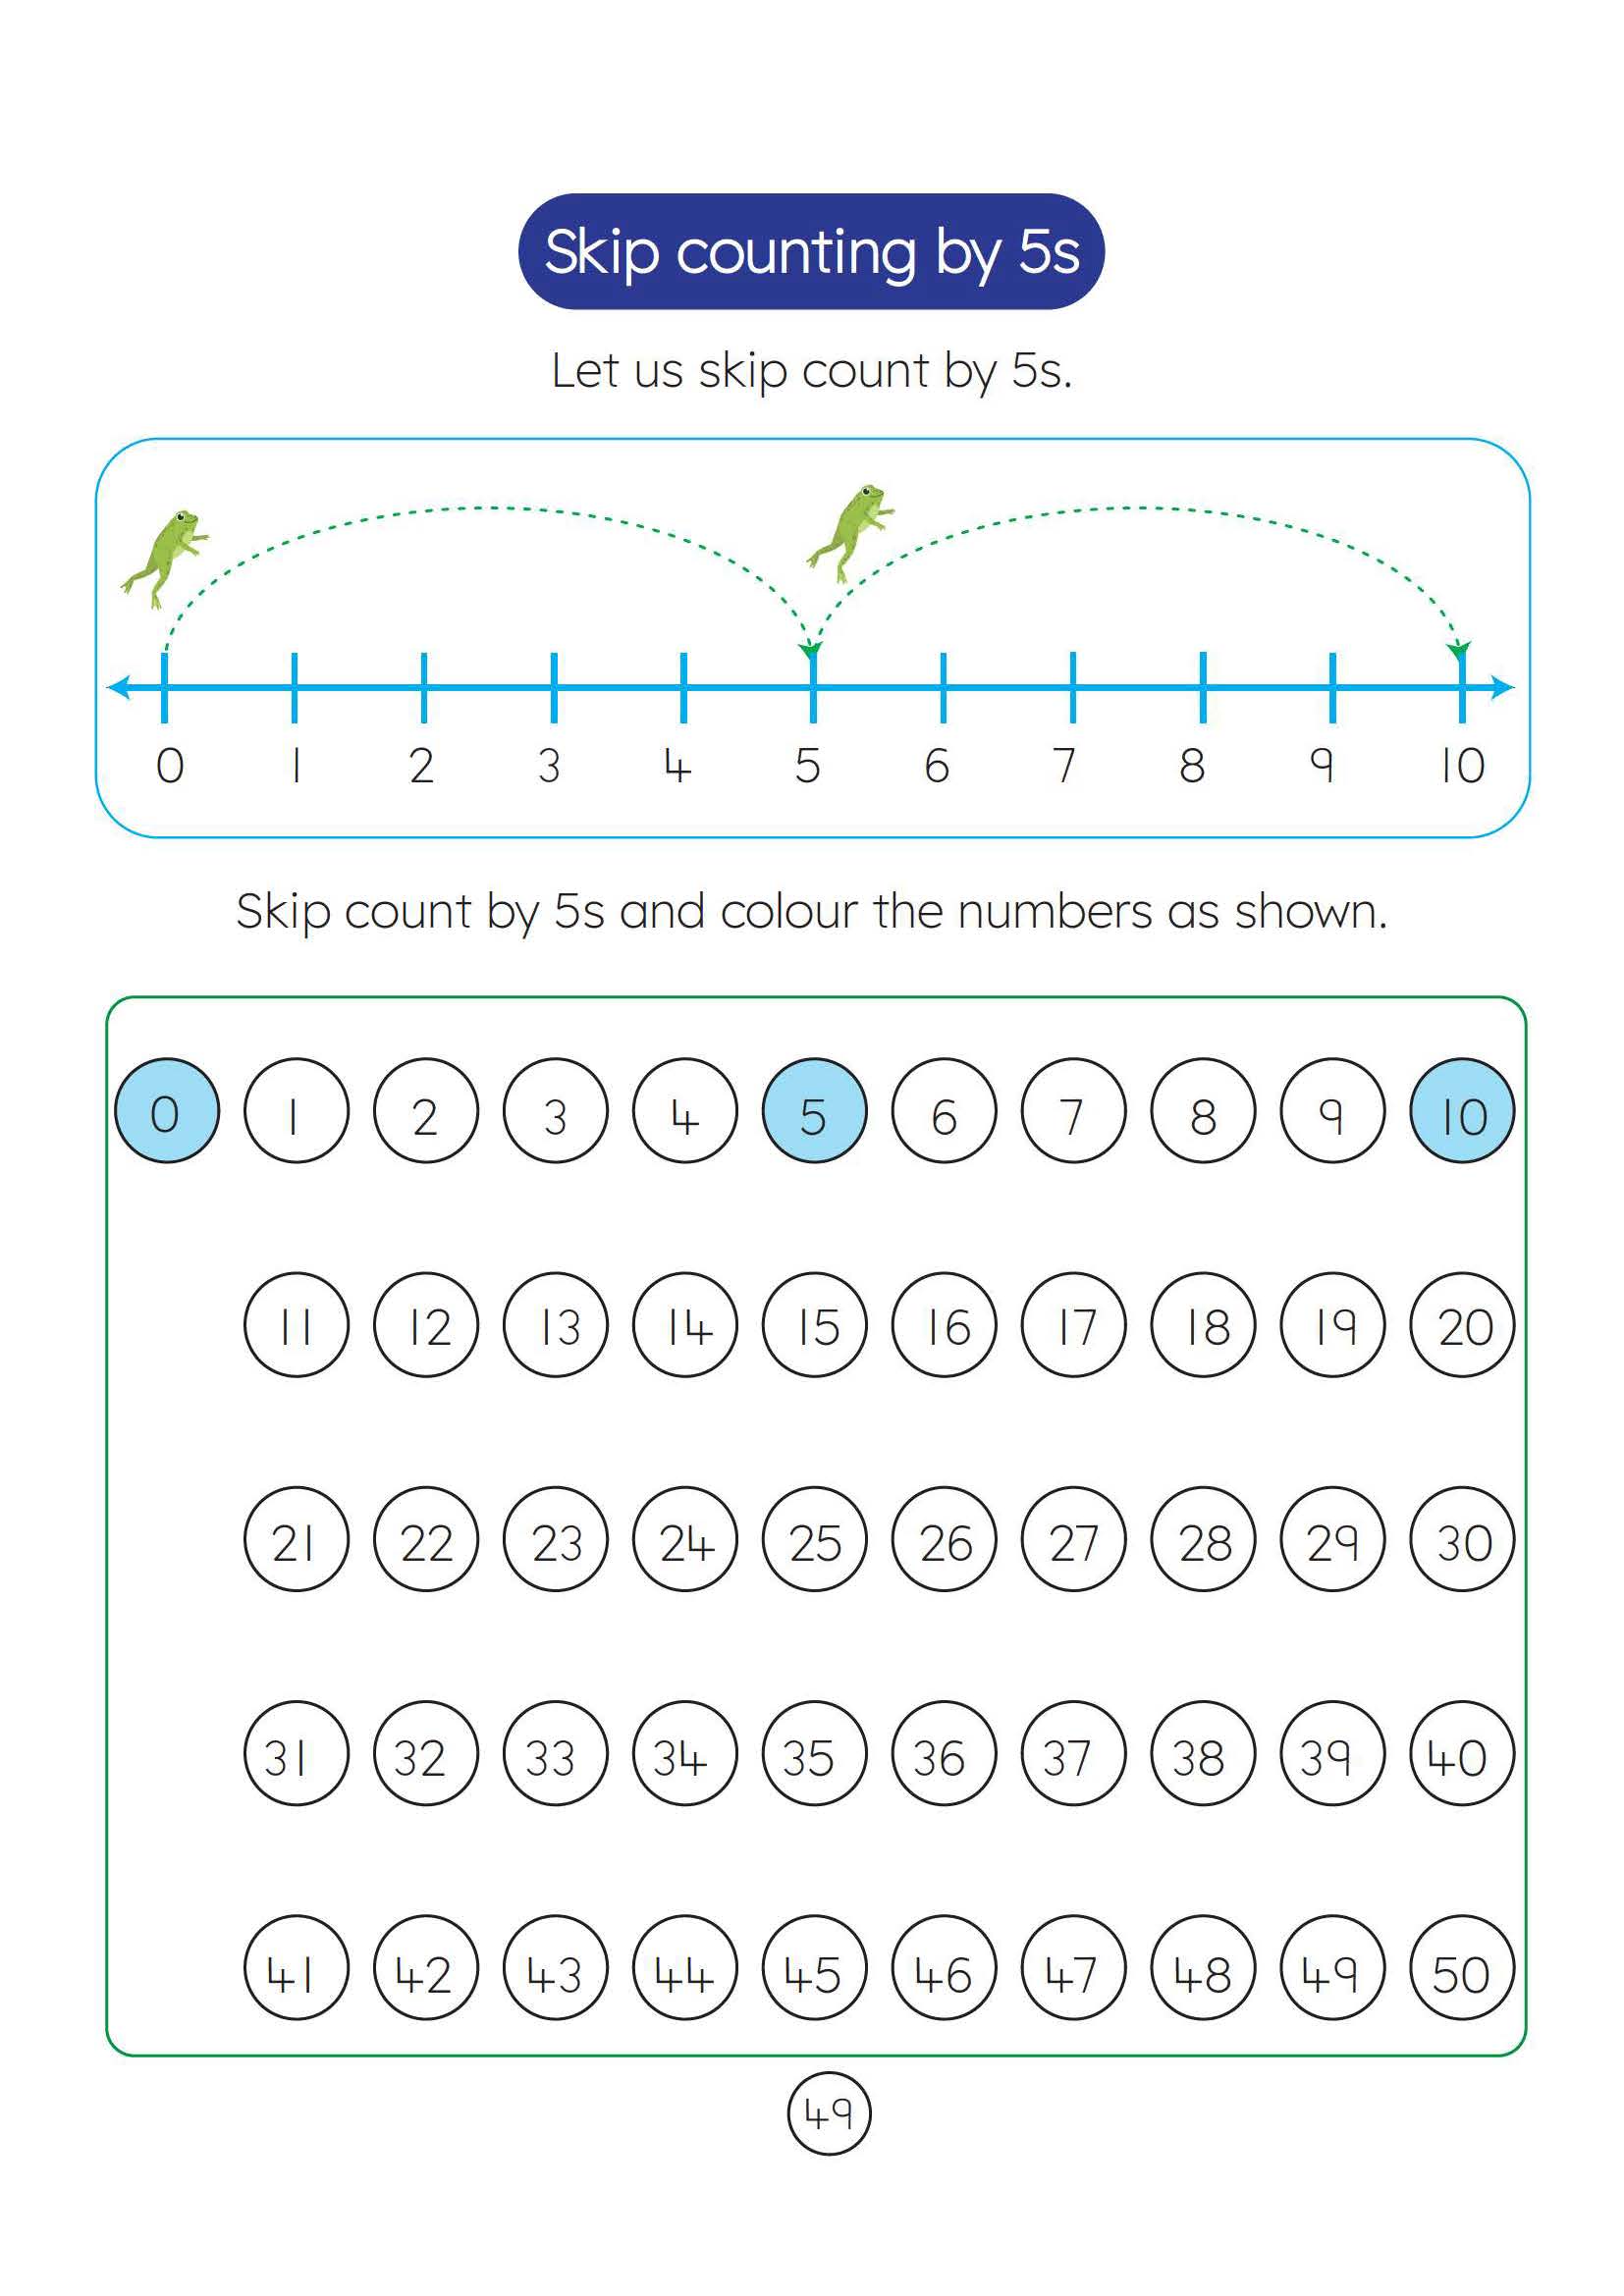 Skip counting by 5s
Let us skip count by 5s.
0 1 2 3 4 5 6 7 8 9 10
Skip count by 5s and colour the numbers as shown.
0 1 2 3 4 5 6 7 8 9 10
11 12 13 14 15 16 17 18 19 20
21 22 23 24 25 26 27 28 29 30
31 32 33 34 35 36 37 38 39 40
41 42 43 44 45 46 47 48 49 50
49